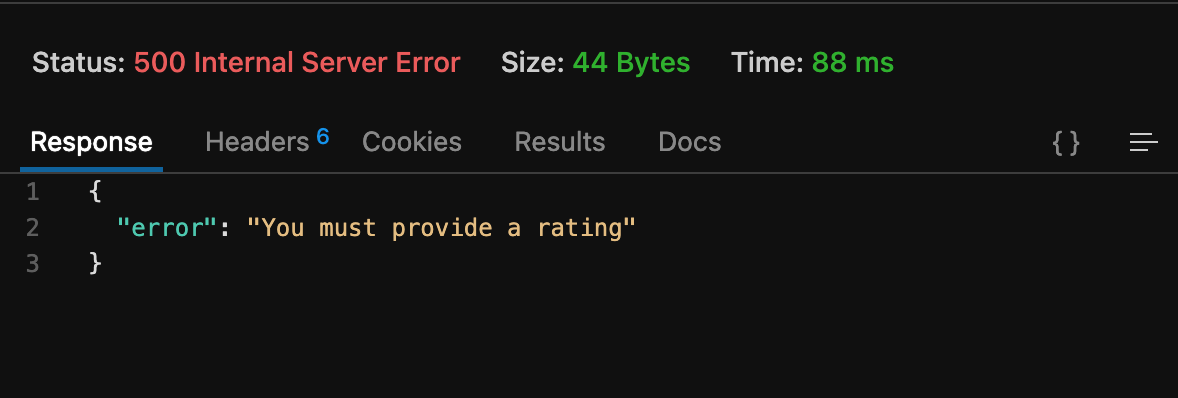 Status: 500 Internal Server Error Size: 44 Bytes Time: 88 ms
Response Headers 6 Cookies Results Docs { }
1 {
2 "error": "You must provide a rating"
3 }